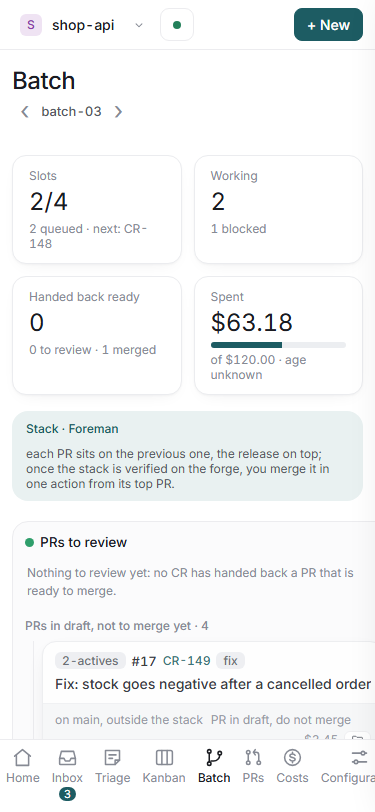 S shop-api + New
Batch
batch-03
Slots
2/4
2 queued · next: CR-
148
Working
2
1 blocked
Handed back ready
0
0 to review · 1 merged
Spent
$63.18
of $120.00 · age
unknown
Stack · Foreman
each PR sits on the previous one, the release on top;
once the stack is verified on the forge, you merge it in
one action from its top PR.
PRs to review
Nothing to review yet: no CR has handed back a PR that is
ready to merge.
PRs in draft, not to merge yet · 4
2-actives #17 CR-149 fix
Fix: stock goes negative after a cancelled order
on main, outside the stack PR in draft, do not merge
Home Inbox Triage Kanban Batch PRs Costs Configura
3